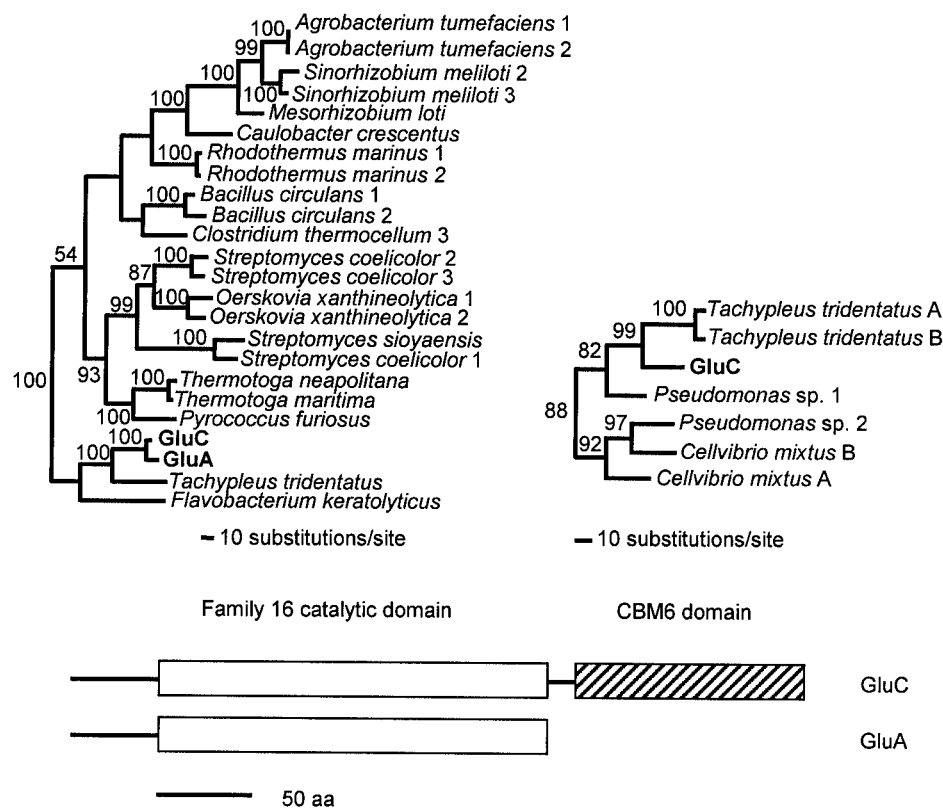 100
Agrobacterium tumefaciens 1
99
Agrobacterium tumefaciens 2
100
Sinorhizobium meliloti 2
100
Sinorhizobium meliloti 3
100
Mesorhizobium loti
Caulobacter crescentus
100
Rhodothermus marinus 1
Rhodothermus marinus 2
100
Bacillus circulans 1
Bacillus circulans 2
Clostridium thermocellum 3
54
100
Streptomyces coelicolor 2
87
Streptomyces coelicolor 3
100
Oerskovia xanthineolytica 1
99
Oerskovia xanthineolytica 2
100
Streptomyces sioyaensis
Streptomyces coelicolor 1
100
93
100
Thermotoga neapolitana
Thermotoga maritima
100
Pyrococcus furiosus
100
GluC
100
GluA
Tachypleus tridentatus
Flavobacterium keratolyticus
10 substitutions/site
100
Tachypleus tridentatus A
99
Tachypleus tridentatus B
82
GluC
Pseudomonas sp. 1
88
97
Pseudomonas sp. 2
92
Cellvibrio mixtus B
Cellvibrio mixtus A
10 substitutions/site
Family 16 catalytic domain
CBM6 domain
GluC
GluA
50 aa